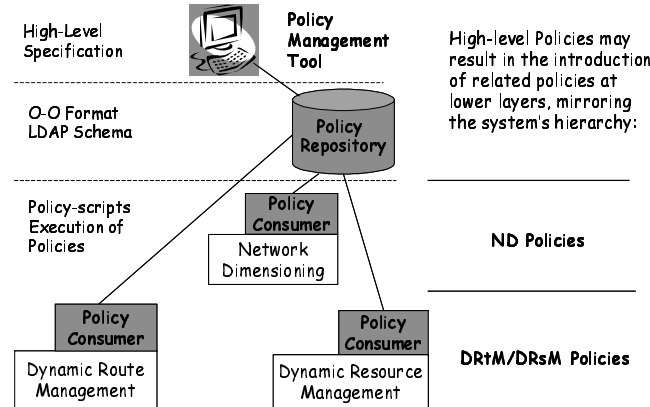 High-Level
Specification
Policy
Management
Tool
High-level Policies may
result in the introduction
of related policies at
lower layers, mirroring
the system's hierarchy:
O-O Format
LDAP Schema
Policy
Repository
Policy-scripts
Execution of
Policies
Policy
Consumer
Network
Dimensioning
ND Policies
Policy
Consumer
Dynamic Route
Management
Policy
Consumer
Dynamic Resource
Management
DRtM/DRsM Policies